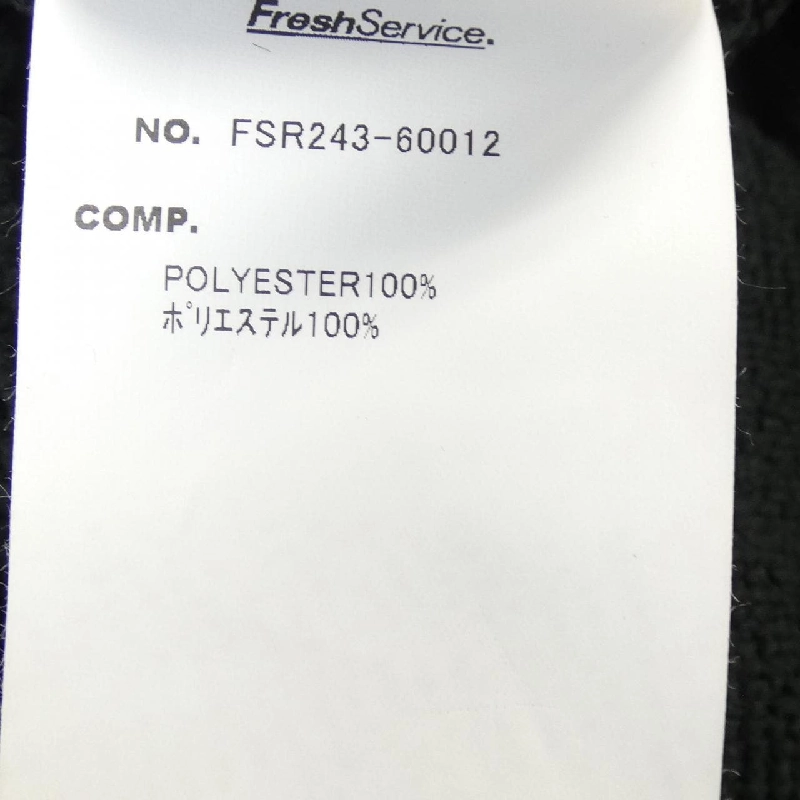 FreshService.
NO. FSR243-60012
COMP.
POLYESTER100%
ﾎﾟﾘｴｽﾃﾙ100%